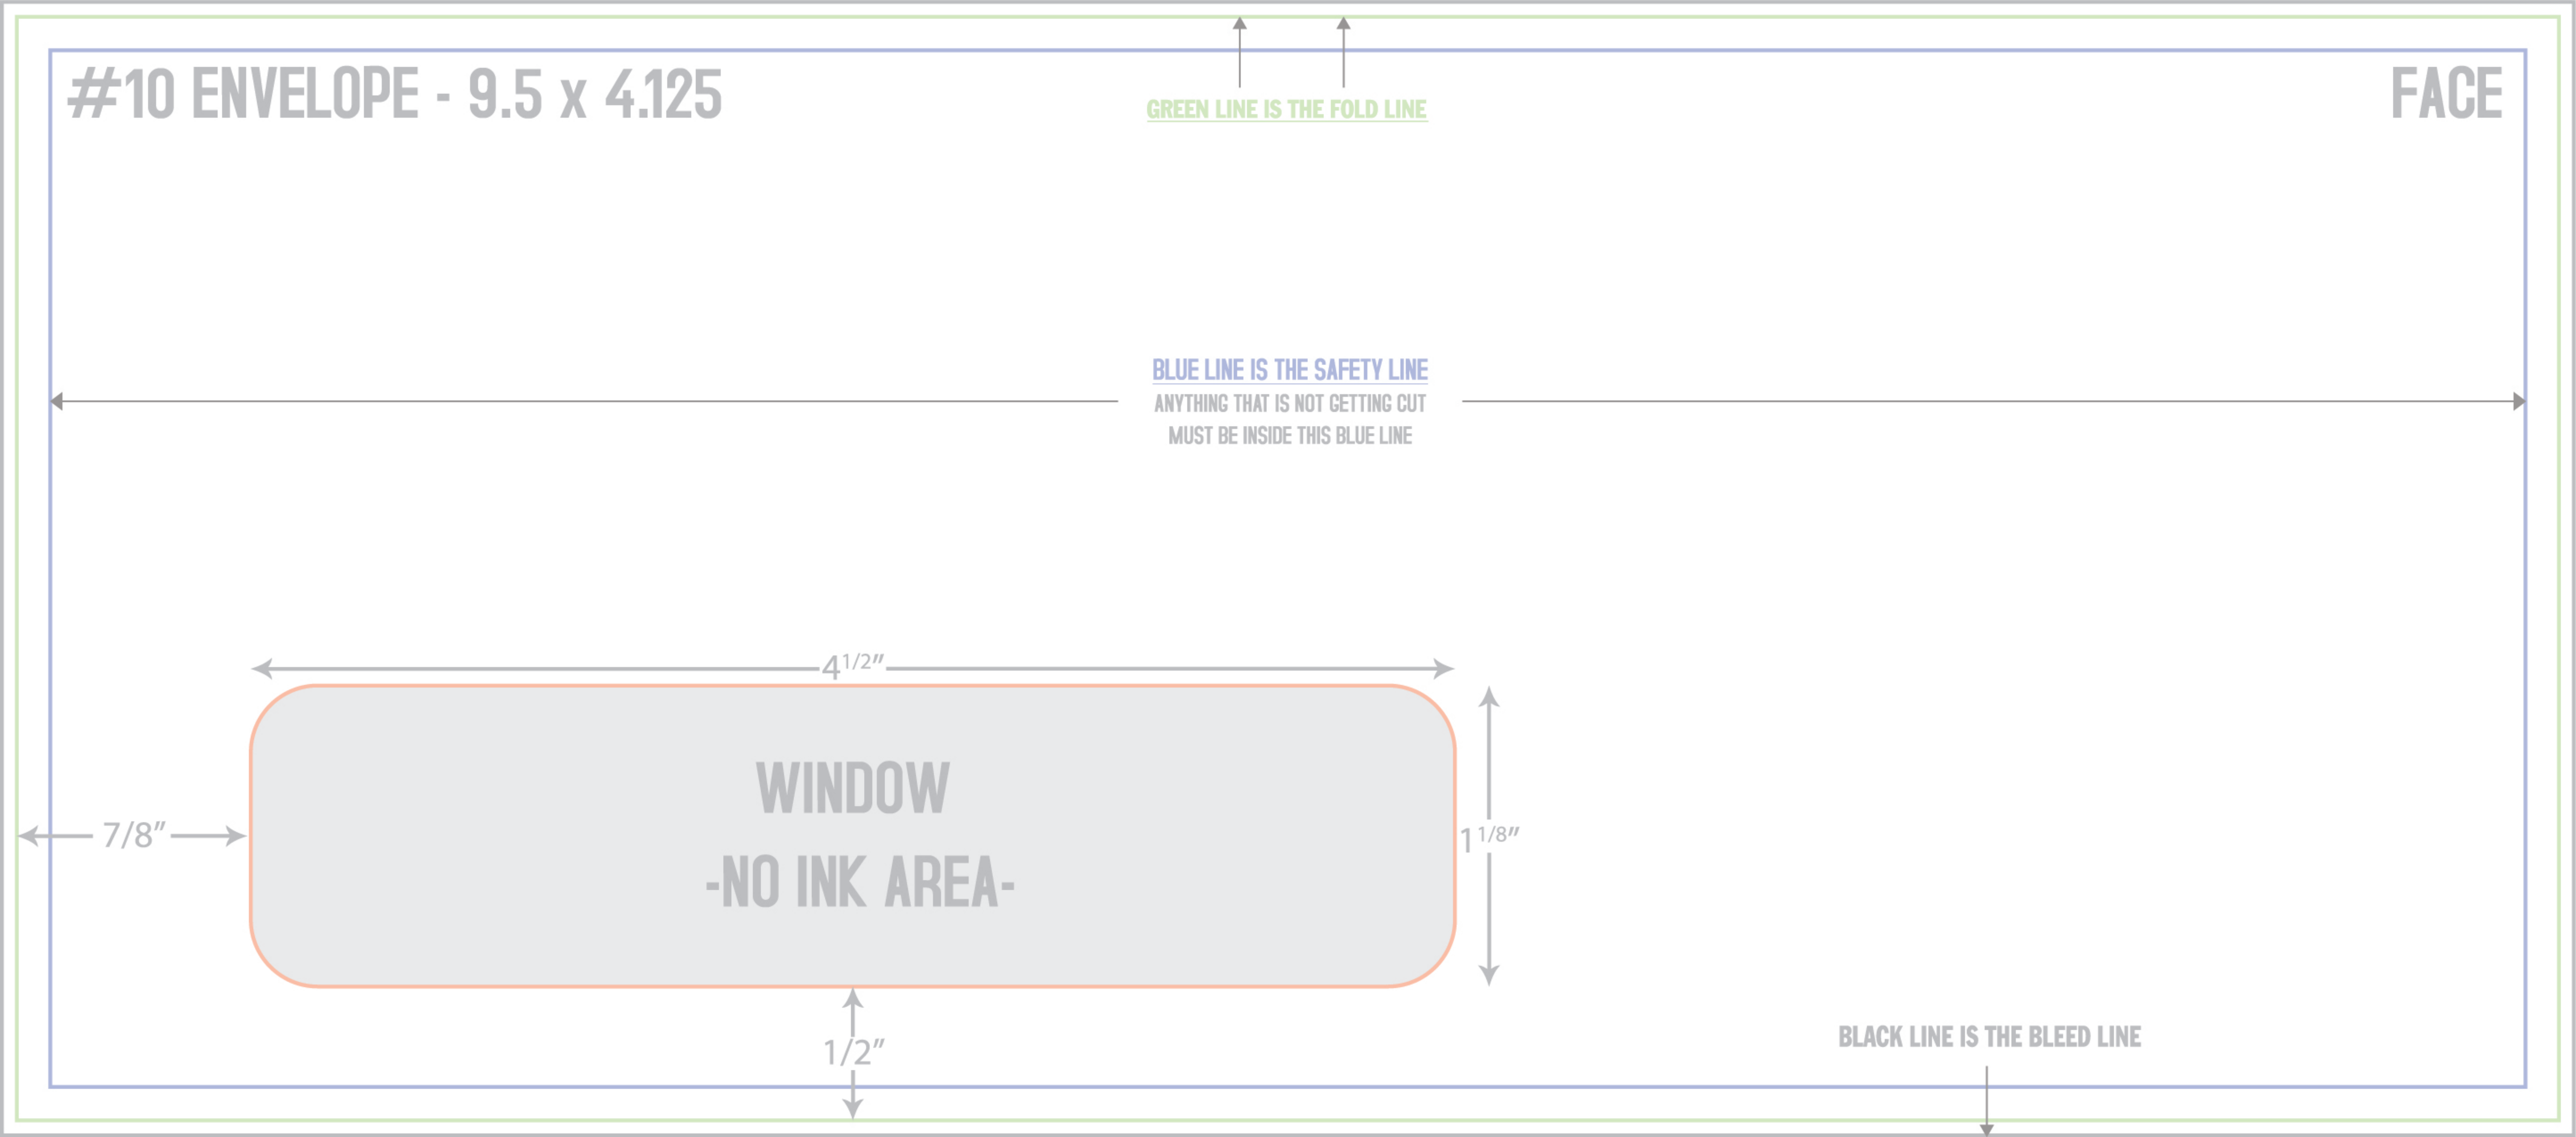 #10 ENVELOPE - 9.5 x 4.125
FACE
GREEN LINE IS THE FOLD LINE
BLUE LINE IS THE SAFETY LINE
ANYTHING THAT IS NOT GETTING CUT
MUST BE INSIDE THIS BLUE LINE
4 1/2”
WINDOW
7/8”
1 1/8”
-NO INK AREA-
BLACK LINE IS THE BLEED LINE
1/2”